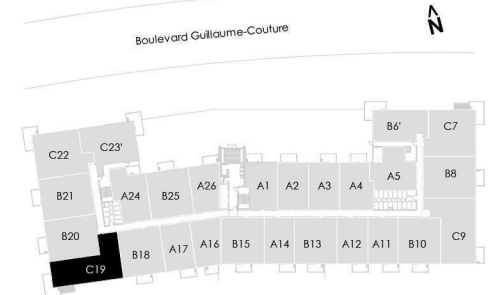 Boulevard Guillaume-Couture
N
B6' C7
C22 C23'
A24 B25 A26 A1 A2 A3 A4 A5 B8
B21
B20
C19 B18 A17 A16 B15 A14 B13 A12 A11 B10 C9